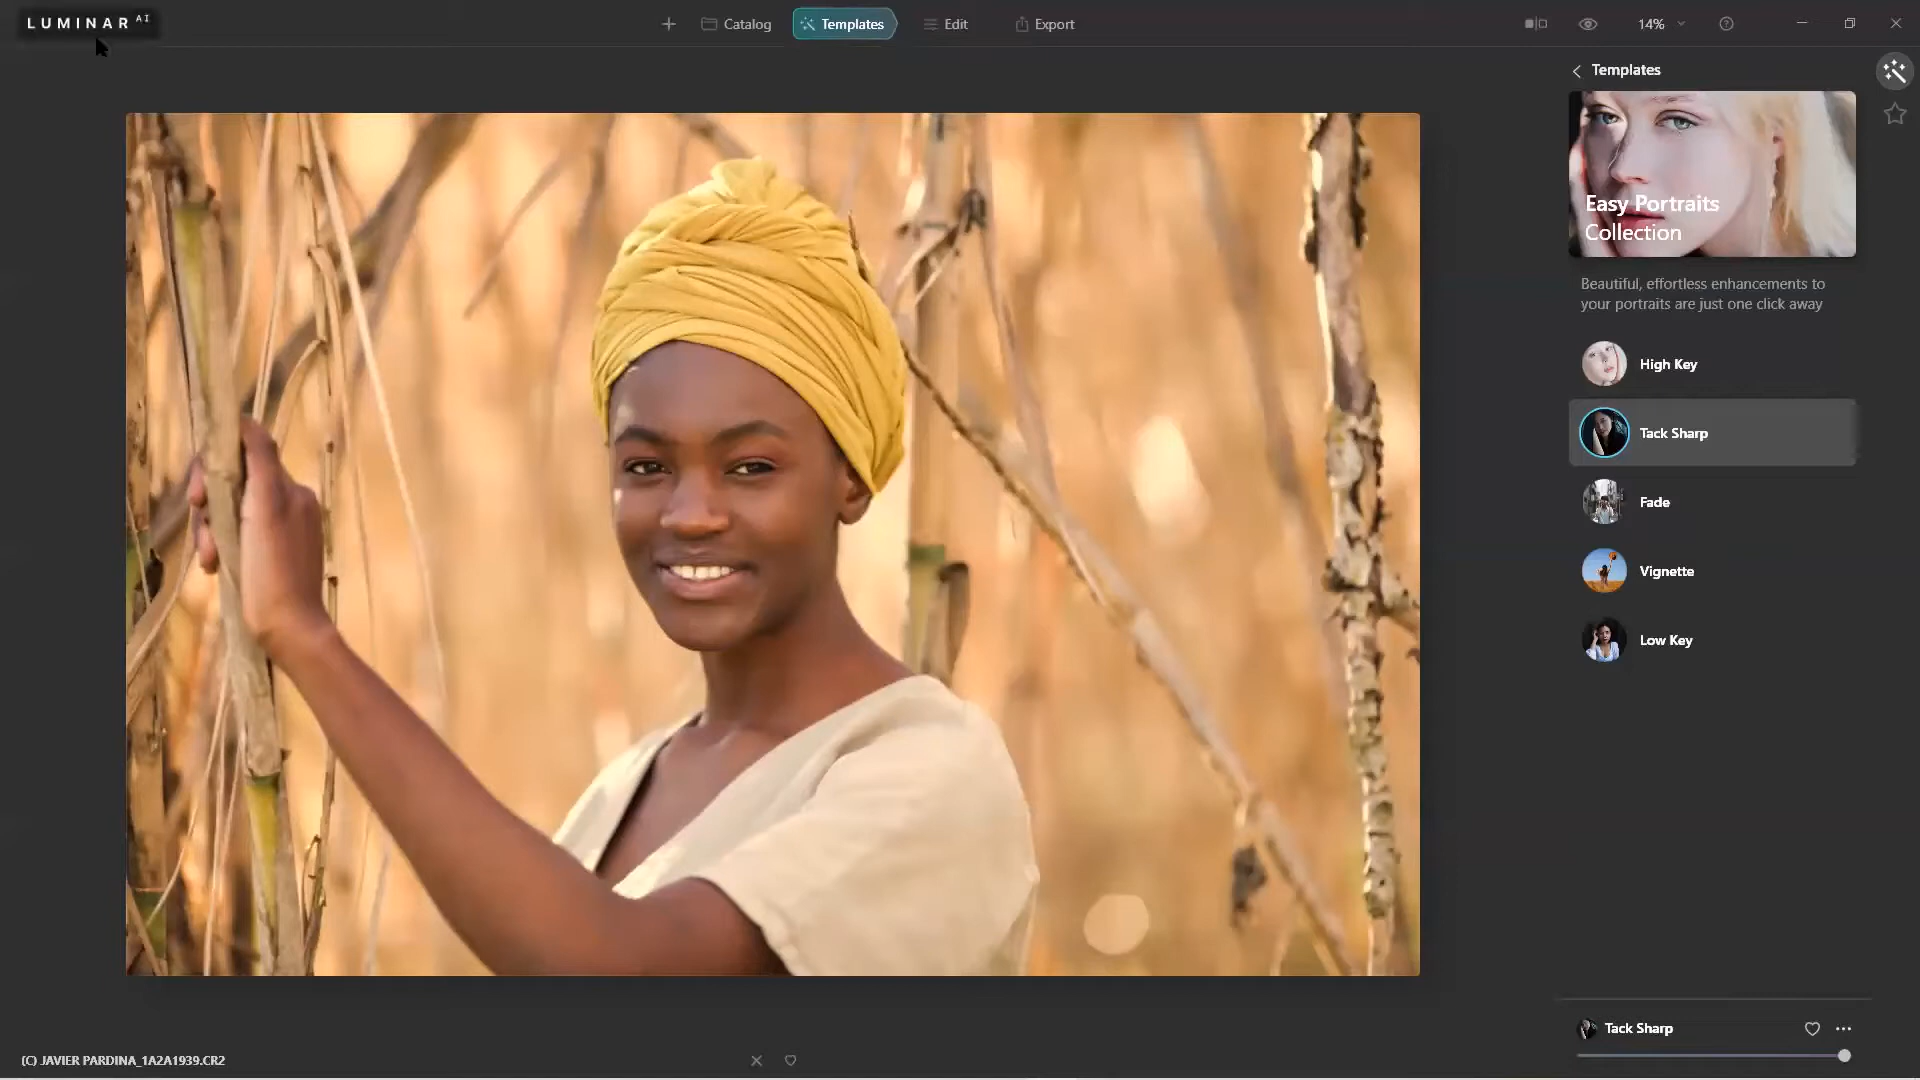 LUMINAR AI
Catalog
Templates
Edit
Export
14%
Templates
Easy Portraits
Collection
Beautiful, effortless enhancements to
your portraits are just one click away
High Key
Tack Sharp
Fade
Vignette
Low Key
Tack Sharp
(C) JAVIER PARDINA_1A2A1939.CR2